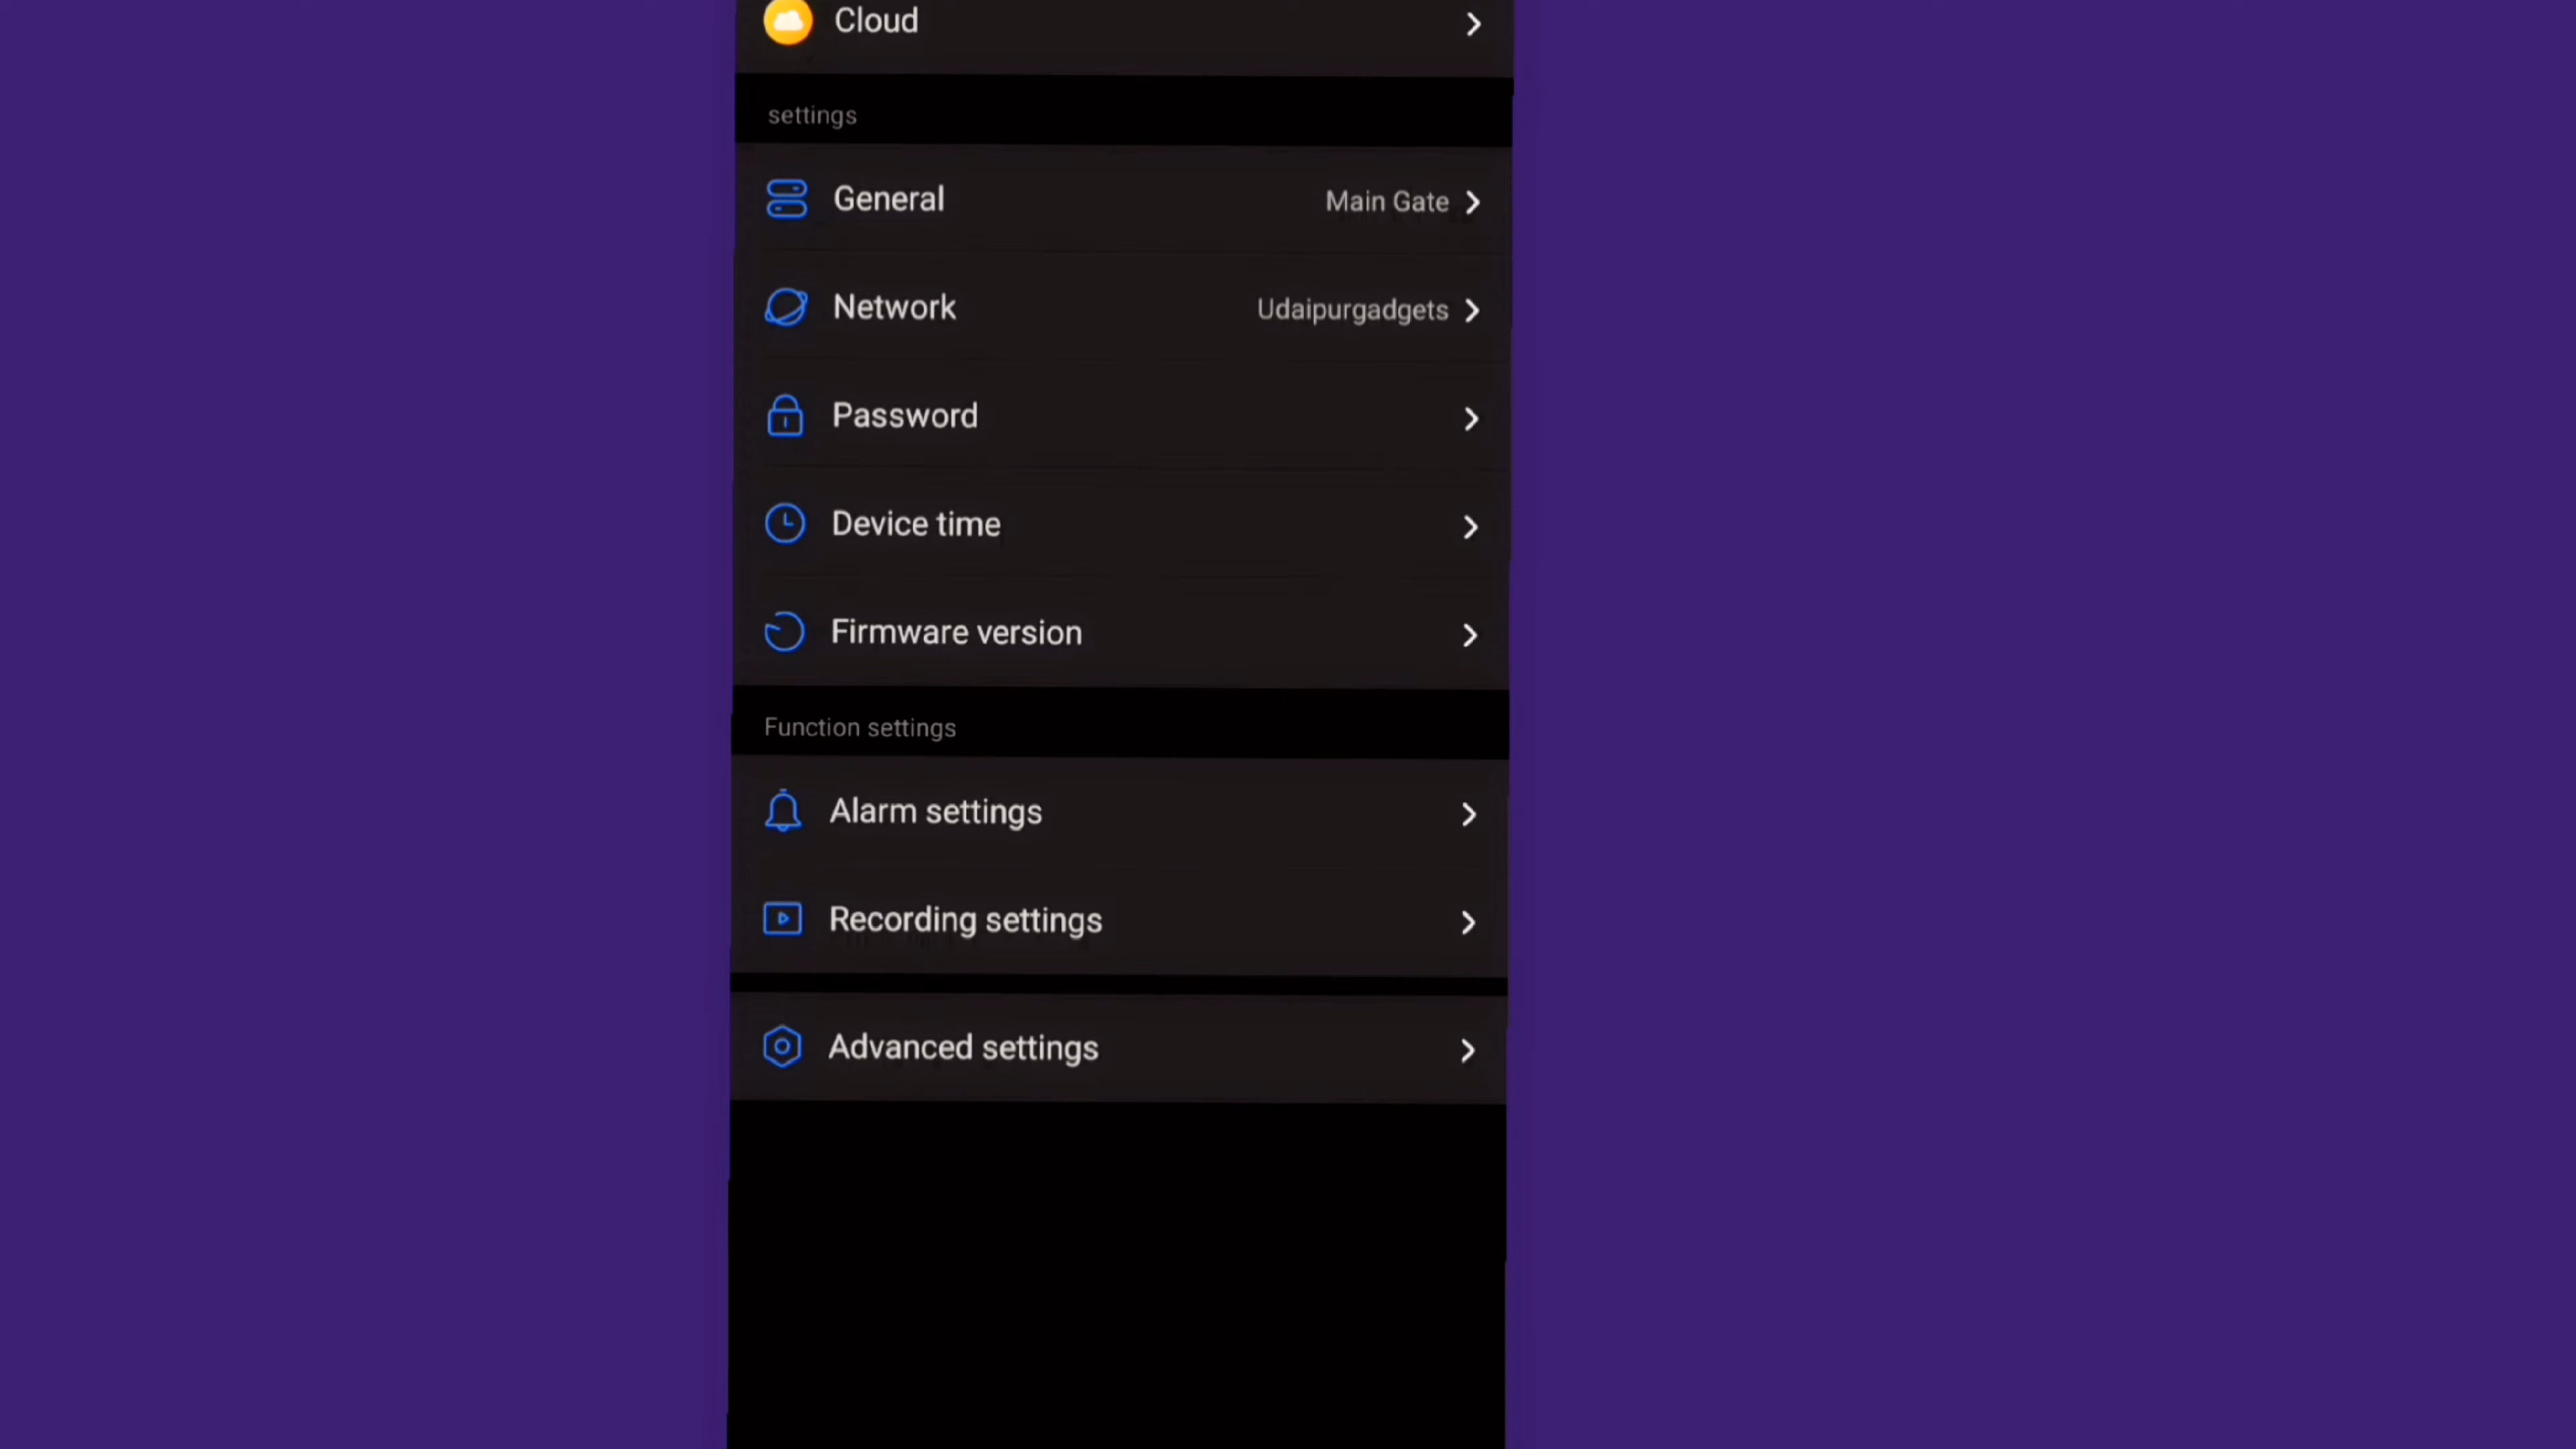 Cloud
settings
General Main Gate
Network Udaipurgadgets
Password
Device time
Firmware version
Function settings
Alarm settings
Recording settings
Advanced settings